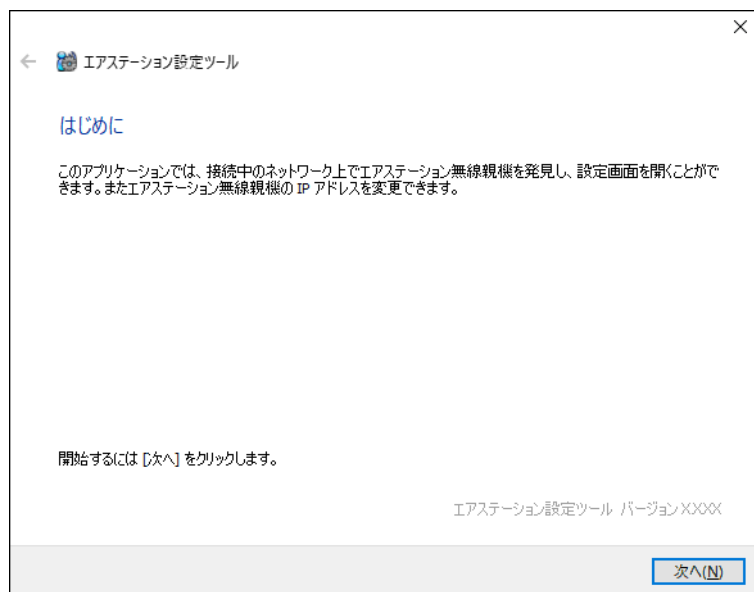 エアステーション設定ツール
はじめに
このアプリケーションでは、接続中のネットワーク上でエアステーション無線親機を発見し、設定画面を開くことがで
きます。またエアステーション無線親機の IP アドレスを変更できます。
開始するには [次へ] をクリックします。
エアステーション設定ツール バージョン XXXX
次へ(N)